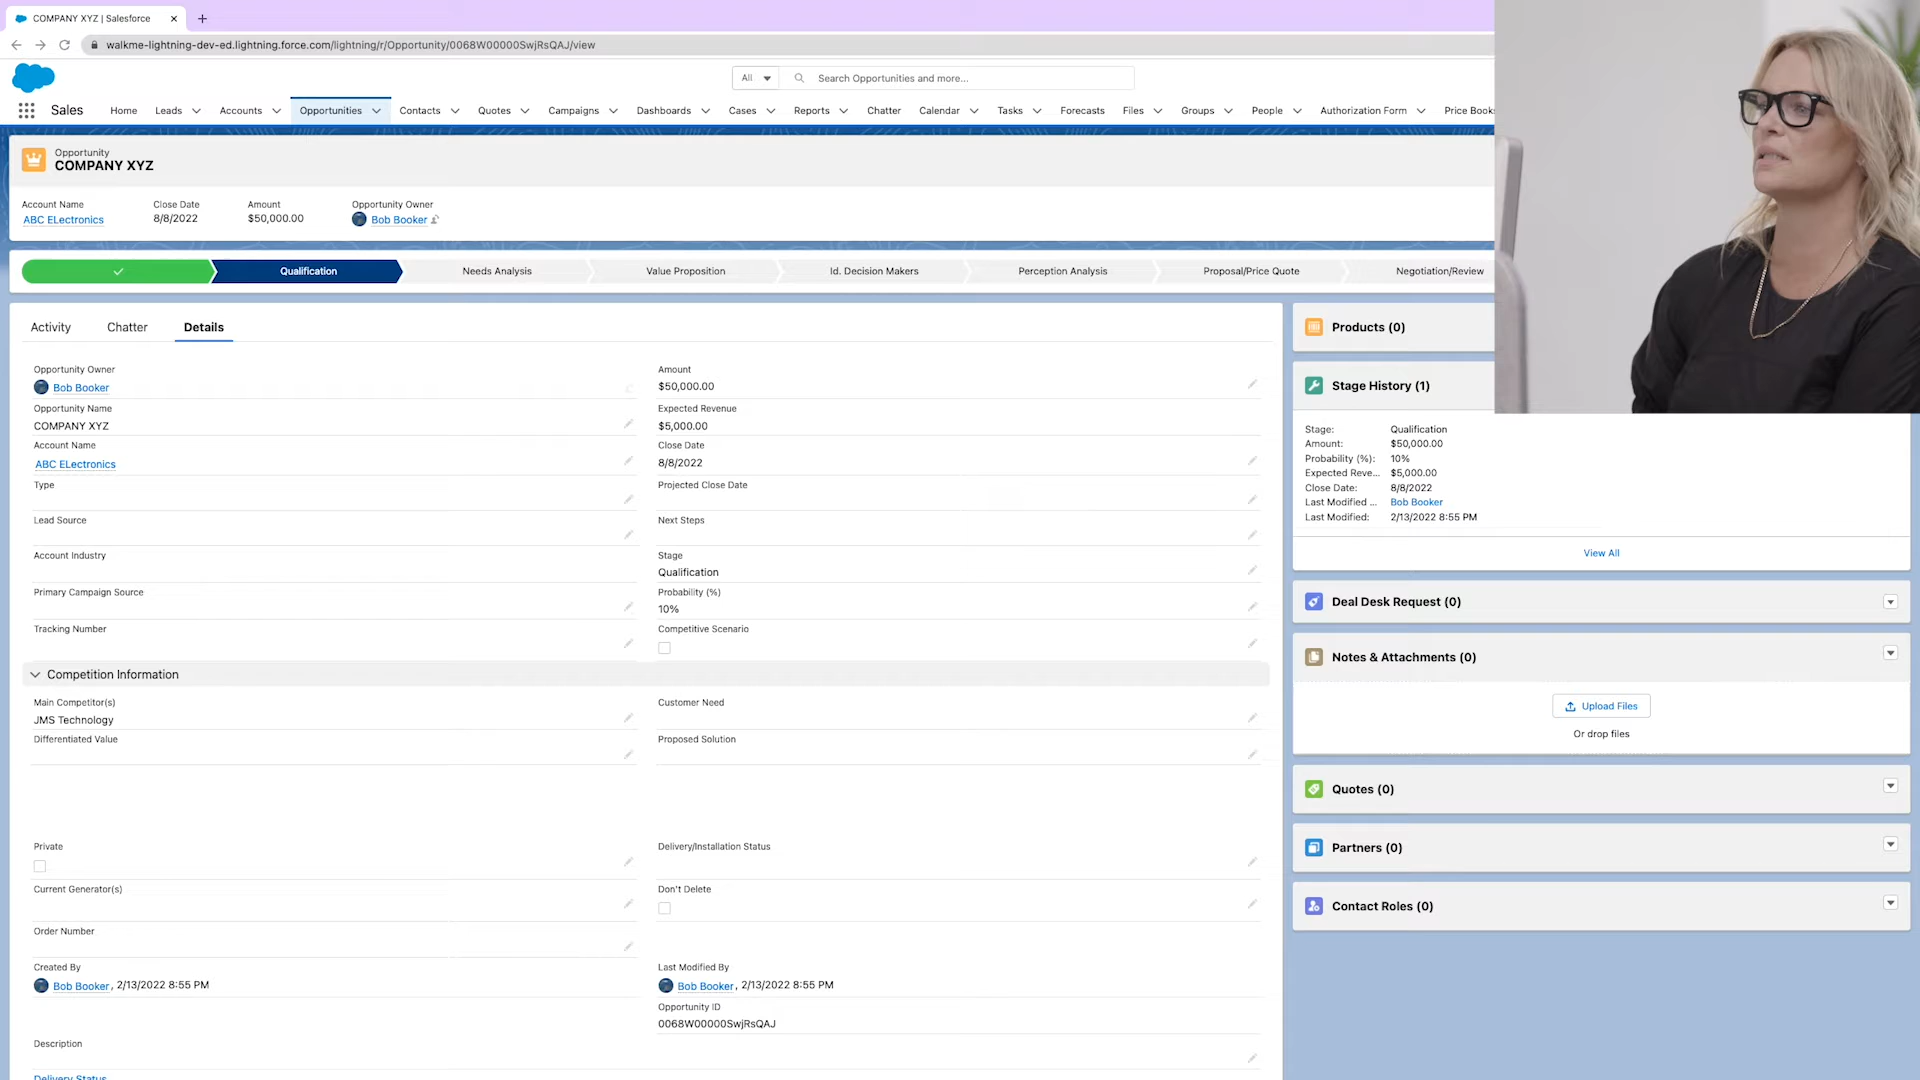 COMPANY XYZ | Salesforce
walkme-lightning-dev-ed.lightning.force.com/lightning/r/Opportunity/0068W00000SwjRsQAJ/view
All
Search Opportunities and more...
Sales
Home
Leads
Accounts
Opportunities
Contacts
Quotes
Campaigns
Dashboards
Cases
Reports
Chatter
Calendar
Tasks
Forecasts
Files
Groups
People
Authorization Form
Price Books
Opportunity
COMPANY XYZ
Account Name
ABC ELectronics
Close Date
8/8/2022
Amount
$50,000.00
Opportunity Owner
Bob Booker
Qualification
Needs Analysis
Value Proposition
Id. Decision Makers
Perception Analysis
Proposal/Price Quote
Negotiation/Review
Activity
Chatter
Details
Opportunity Owner
Bob Booker
Opportunity Name
COMPANY XYZ
Account Name
ABC ELectronics
Type
Lead Source
Account Industry
Primary Campaign Source
Tracking Number
Amount
$50,000.00
Expected Revenue
$5,000.00
Close Date
8/8/2022
Projected Close Date
Next Steps
Stage
Qualification
Probability (%)
10%
Competitive Scenario
Competition Information
Main Competitor(s)
JMS Technology
Differentiated Value
Customer Need
Proposed Solution
Private
Current Generator(s)
Order Number
Created By
Bob Booker, 2/13/2022 8:55 PM
Delivery/Installation Status
Don't Delete
Last Modified By
Bob Booker, 2/13/2022 8:55 PM
Opportunity ID
0068W00000SwjRsQAJ
Description
Delivery Status
Products (0)
Stage History (1)
Stage: Qualification
Amount: $50,000.00
Probability (%): 10%
Expected Reve... $5,000.00
Close Date: 8/8/2022
Last Modified ... Bob Booker
Last Modified: 2/13/2022 8:55 PM
View All
Deal Desk Request (0)
Notes & Attachments (0)
Upload Files
Or drop files
Quotes (0)
Partners (0)
Contact Roles (0)